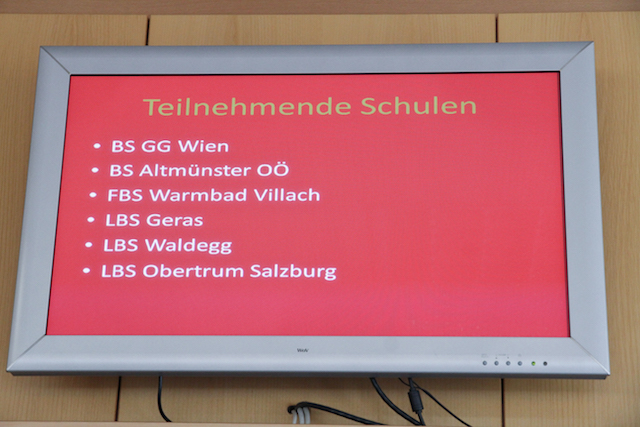 Teilnehmende Schulen
• BS GG Wien
• BS Altmünster OÖ
• FBS Warmbad Villach
• LBS Geras
• LBS Waldegg
• LBS Obertrum Salzburg